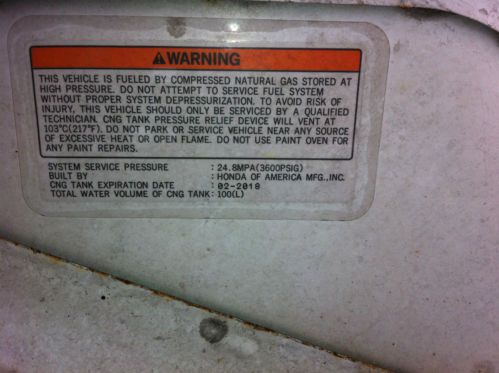 ⚠WARNING
THIS VEHICLE IS FUELED BY COMPRESSED NATURAL GAS STORED AT
HIGH PRESSURE. DO NOT ATTEMPT TO SERVICE FUEL SYSTEM
WITHOUT PROPER SYSTEM DEPRESSURIZATION. TO AVOID RISK OF
INJURY, THIS VEHICLE SHOULD ONLY BE SERVICED BY A QUALIFIED
TECHNICIAN. CNG TANK PRESSURE RELIEF DEVICE WILL VENT AT
103°C(217°F). DO NOT PARK OR SERVICE VEHICLE NEAR ANY SOURCE
OF EXCESSIVE HEAT OR OPEN FLAME. DO NOT USE PAINT OVEN FOR
ANY PAINT REPAIRS.
SYSTEM SERVICE PRESSURE : 24.8MPA(3600PSIG)
BUILT BY : HONDA OF AMERICA MFG.,INC.
CNG TANK EXPIRATION DATE : 02-2018
TOTAL WATER VOLUME OF CNG TANK: 100(L)